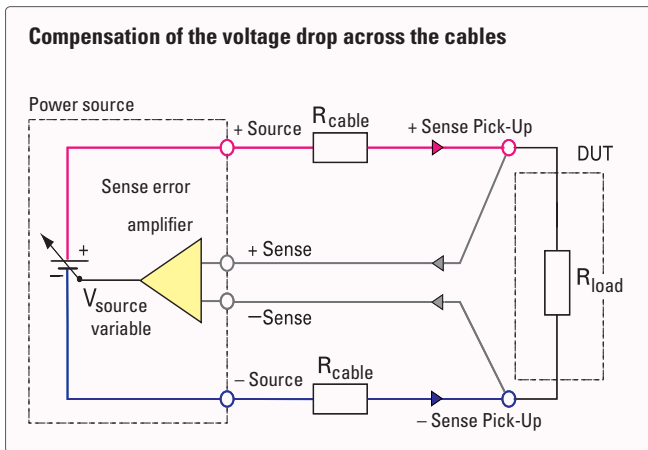 Compensation of the voltage drop across the cables
Power source
+ Source
Rcable
+ Sense Pick-Up
DUT
Sense error
amplifier
+ Sense
+
−
Vsource
variable
Rload
−Sense
− Source
Rcable
− Sense Pick-Up